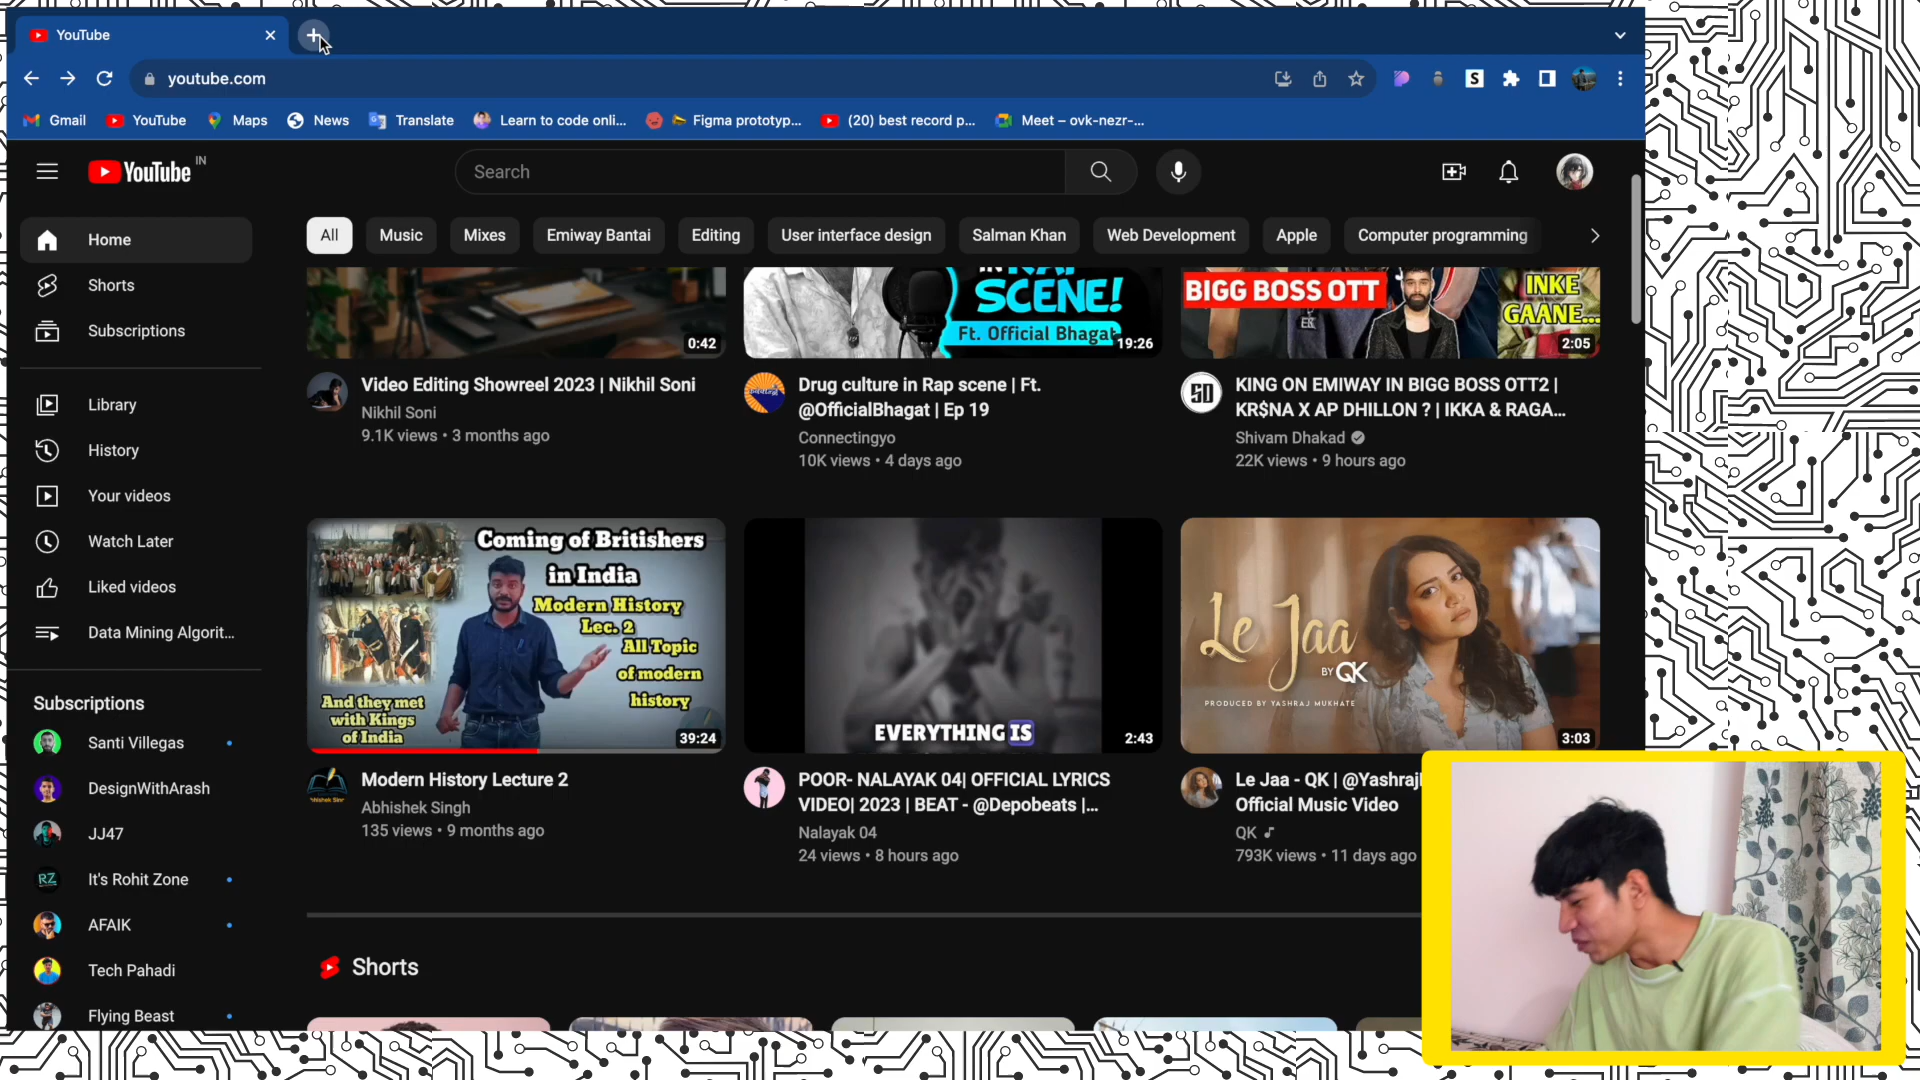 YouTube
youtube.com
S
Gmail YouTube Maps News Translate Learn to code onli... Figma prototyp... (20) best record p... Meet – ovk-nezr-...
YouTube IN
Search
Home
Shorts
Subscriptions
Library
History
Your videos
Watch Later
Liked videos
Data Mining Algorit...
Subscriptions
Santi Villegas
DesignWithArash
JJ47
RZ It's Rohit Zone
AFAIK
Tech Pahadi
Flying Beast
All Music Mixes Emiway Bantai Editing User interface design Salman Khan Web Development Apple Computer programming
0:42
Video Editing Showreel 2023 | Nikhil Soni
Nikhil Soni
9.1K views • 3 months ago
SCENE!
Ft. Official Bhagat
19:26
Drug culture in Rap scene | Ft.
@OfficialBhagat | Ep 19
Connectingyo
10K views • 4 days ago
BIGG BOSS OTT
INKE
GAANE...
EK
2:05
SD
KING ON EMIWAY IN BIGG BOSS OTT2 |
KR$NA X AP DHILLON ? | IKKA & RAGA...
Shivam Dhakad
22K views • 9 hours ago
Coming of Britishers
in India
Modern History
Lec. 2
All Topic
of modern
history
And they met
with Kings
of India
39:24
Modern History Lecture 2
Abhishek Singh
135 views • 9 months ago
EVERYTHING IS
2:43
POOR- NALAYAK 04| OFFICIAL LYRICS
VIDEO| 2023 | BEAT - @Depobeats |...
Nalayak 04
24 views • 8 hours ago
Le Jaa
BY QK
PRODUCED BY YASHRAJ MUKHATE
3:03
Le Jaa - QK | @Yashraj
Official Music Video
QK
793K views • 11 days ago
Shorts